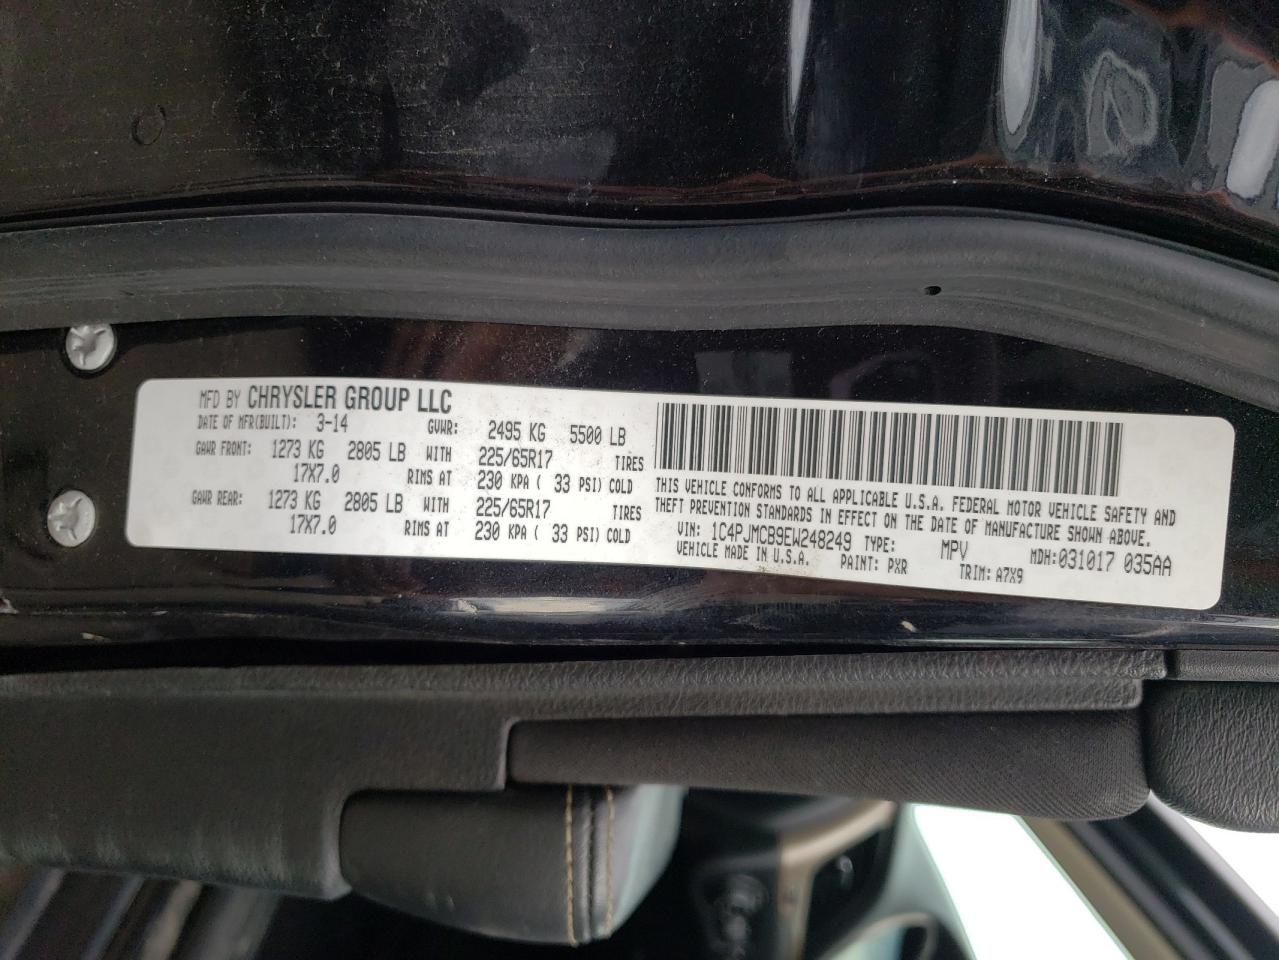 MFD BY CHRYSLER GROUP LLC
DATE OF MFR(BUILT): 3-14 GVWR: 2495 KG 5500 LB
GAWR FRONT: 1273 KG 2805 LB WITH 225/65R17 TIRES
17X7.0 RIMS AT 230 KPA ( 33 PSI) COLD
GAWR REAR: 1273 KG 2805 LB WITH 225/65R17 TIRES
17X7.0 RIMS AT 230 KPA ( 33 PSI) COLD
THIS VEHICLE CONFORMS TO ALL APPLICABLE U.S.A. FEDERAL MOTOR VEHICLE SAFETY AND
THEFT PREVENTION STANDARDS IN EFFECT ON THE DATE OF MANUFACTURE SHOWN ABOVE.
VIN: 1C4PJMCB9EW248249 TYPE: MPV MDH:031017 035AA
VEHICLE MADE IN U.S.A. PAINT: PXR TRIM: A7X9